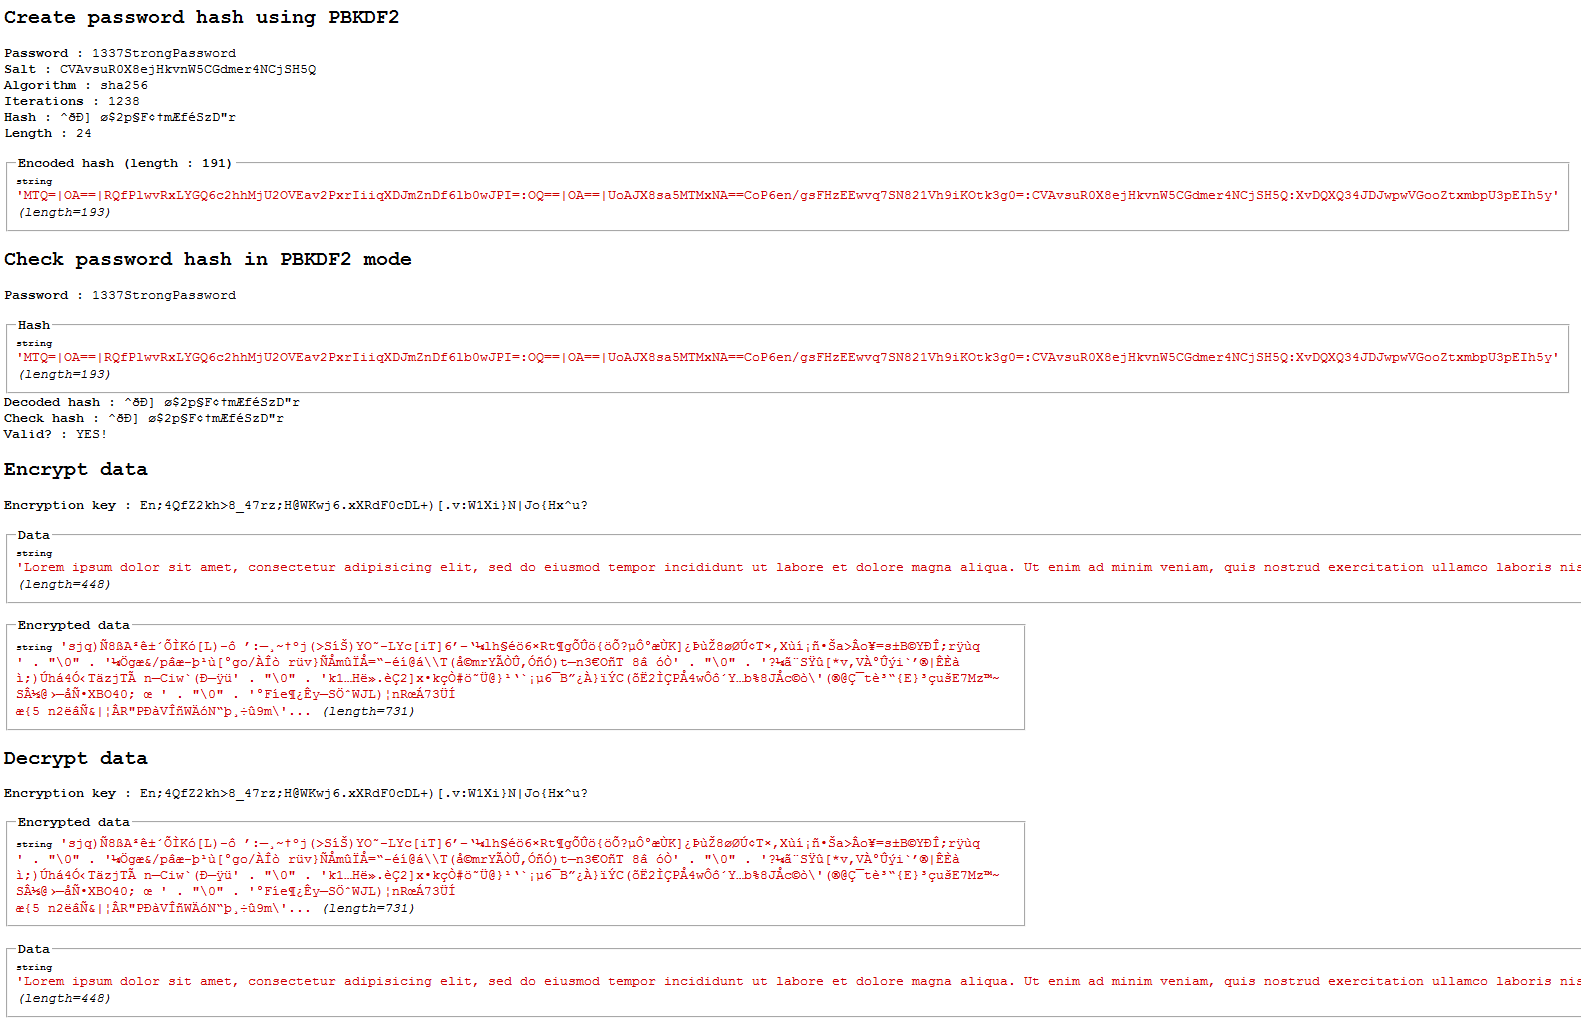 Create password hash using PBKDF2
Password : 1337StrongPassword
Salt : CVAvsuR0X8ejHkvnW5CGdmer4NCjSH5Q
Algorithm : sha256
Iterations : 1238
Hash : ^ðÐ] ø$2p§F¢†mÆféSzD"r
Length : 24
Encoded hash (length : 191)
string
'MTQ=|OA==|RQfPlwvRxLYGQ6c2hhMjU2OVEav2PxrIiiqXDJmZnDf6lb0wJPI=:OQ==|OA==|UoAJX8sa5MTMxNA==CoP6en/gsFHzEEwvq7SN821Vh9iKOtk3g0=:CVAvsuR0X8ejHkvnW5CGdmer4NCjSH5Q:XvDQXQ34JDJwpwVGooZtxmbpU3pEIh5y'
(length=193)
Check password hash in PBKDF2 mode
Password : 1337StrongPassword
Hash
string
'MTQ=|OA==|RQfPlwvRxLYGQ6c2hhMjU2OVEav2PxrIiiqXDJmZnDf6lb0wJPI=:OQ==|OA==|UoAJX8sa5MTMxNA==CoP6en/gsFHzEEwvq7SN821Vh9iKOtk3g0=:CVAvsuR0X8ejHkvnW5CGdmer4NCjSH5Q:XvDQXQ34JDJwpwVGooZtxmbpU3pEIh5y'
(length=193)
Decoded hash : ^ðÐ] ø$2p§F¢†mÆféSzD"r
Check hash : ^ðÐ] ø$2p§F¢†mÆféSzD"r
Valid? : YES!
Encrypt data
Encryption key : En;4QfZ2kh>8_47rz;H@WKwj6.xXRdF0cDL+)[.v:W1Xi}N|Jo{Hx^u?
Data
string
'Lorem ipsum dolor sit amet, consectetur adipisicing elit, sed do eiusmod tempor incididunt ut labore et dolore magna aliqua. Ut enim ad minim veniam, quis nostrud exercitation ullamco laboris nis
(length=448)
Encrypted data
string
(length=731)
Decrypt data
Encryption key : En;4QfZ2kh>8_47rz;H@WKwj6.xXRdF0cDL+)[.v:W1Xi}N|Jo{Hx^u?
Encrypted data
string
(length=731)
Data
string
'Lorem ipsum dolor sit amet, consectetur adipisicing elit, sed do eiusmod tempor incididunt ut labore et dolore magna aliqua. Ut enim ad minim veniam, quis nostrud exercitation ullamco laboris nis
(length=448)